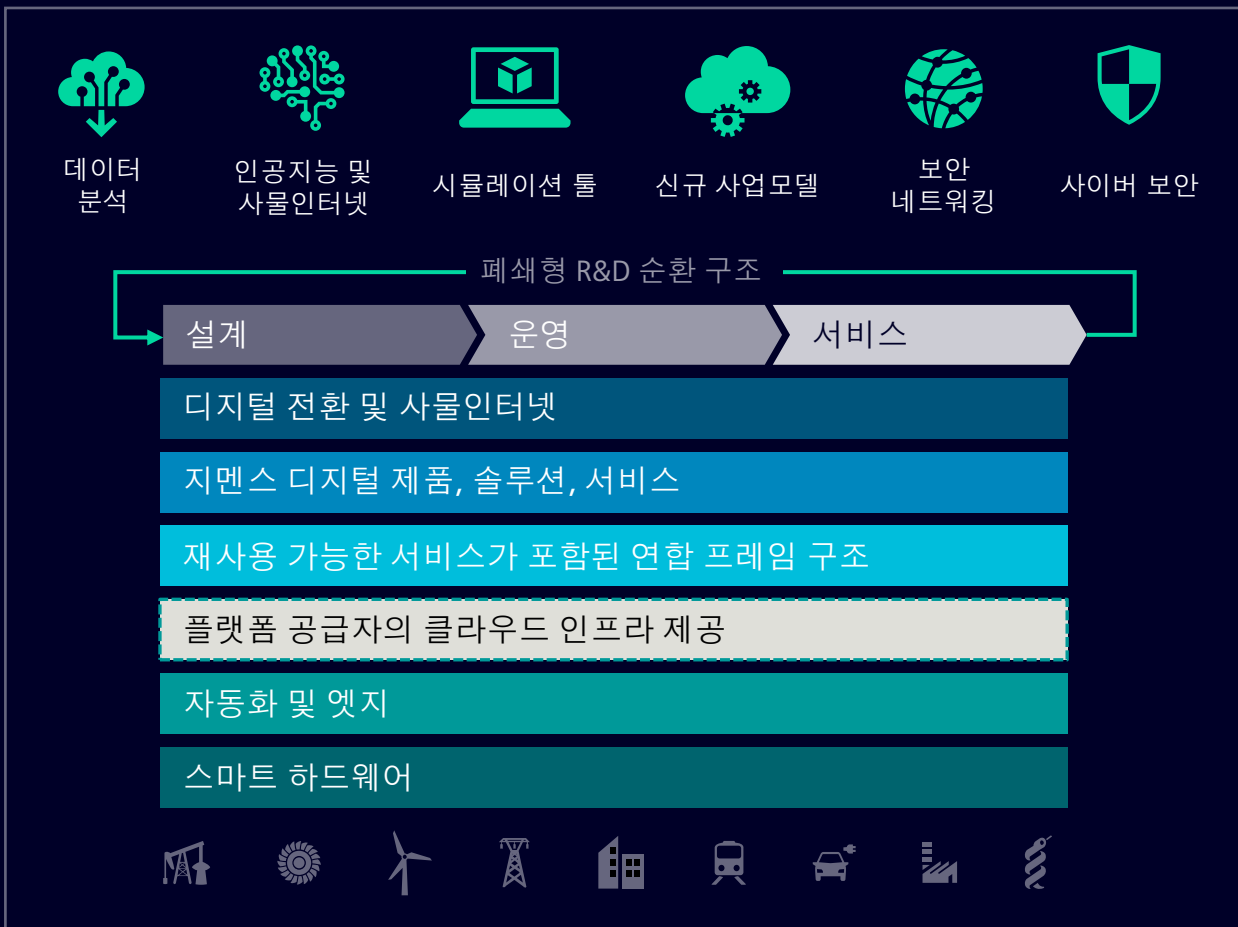 데이터
분석
인공지능 및
사물인터넷
시뮬레이션 툴
신규 사업모델
보안
네트워킹
사이버 보안
폐쇄형 R&D 순환 구조
설계
운영
서비스
디지털 전환 및 사물인터넷
지멘스 디지털 제품, 솔루션, 서비스
재사용 가능한 서비스가 포함된 연합 프레임 구조
플랫폼 공급자의 클라우드 인프라 제공
자동화 및 엣지
스마트 하드웨어